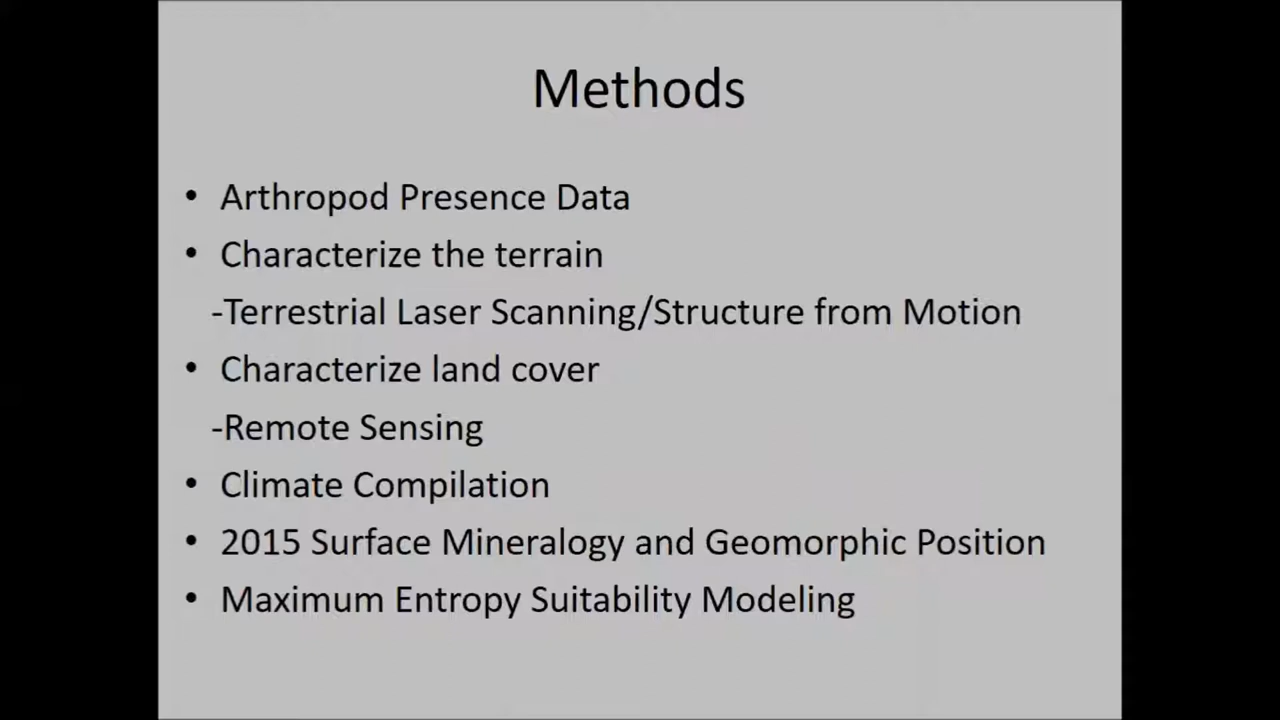 Methods
• Arthropod Presence Data
• Characterize the terrain
-Terrestrial Laser Scanning/Structure from Motion
• Characterize land cover
-Remote Sensing
• Climate Compilation
• 2015 Surface Mineralogy and Geomorphic Position
• Maximum Entropy Suitability Modeling